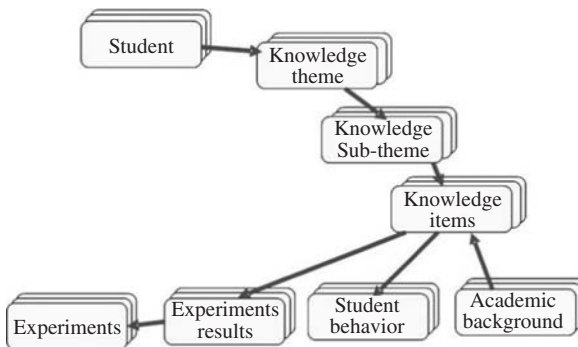 Student
Knowledge
theme
Knowledge
Sub-theme
Knowledge
items
Experiments
Experiments
results
Student
behavior
Academic
background